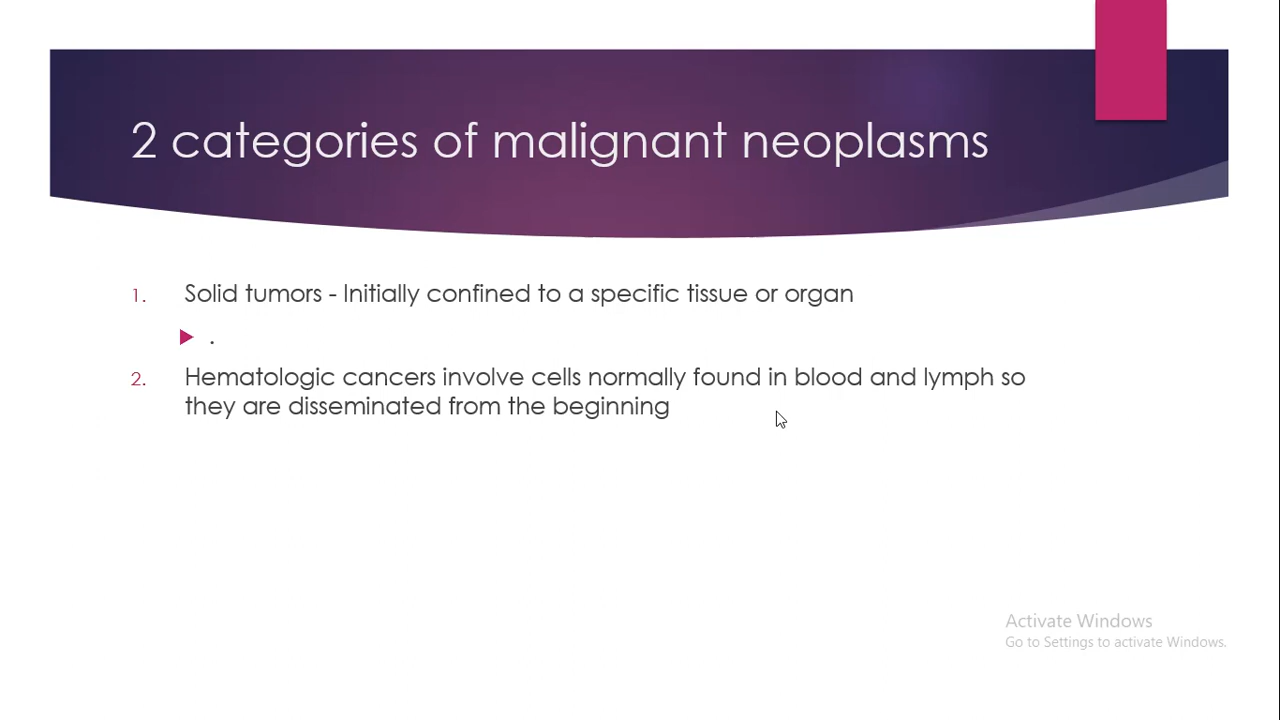 2 categories of malignant neoplasms
1. Solid tumors - Initially confined to a specific tissue or organ
.
2. Hematologic cancers involve cells normally found in blood and lymph so
they are disseminated from the beginning
Activate Windows
Go to Settings to activate Windows.